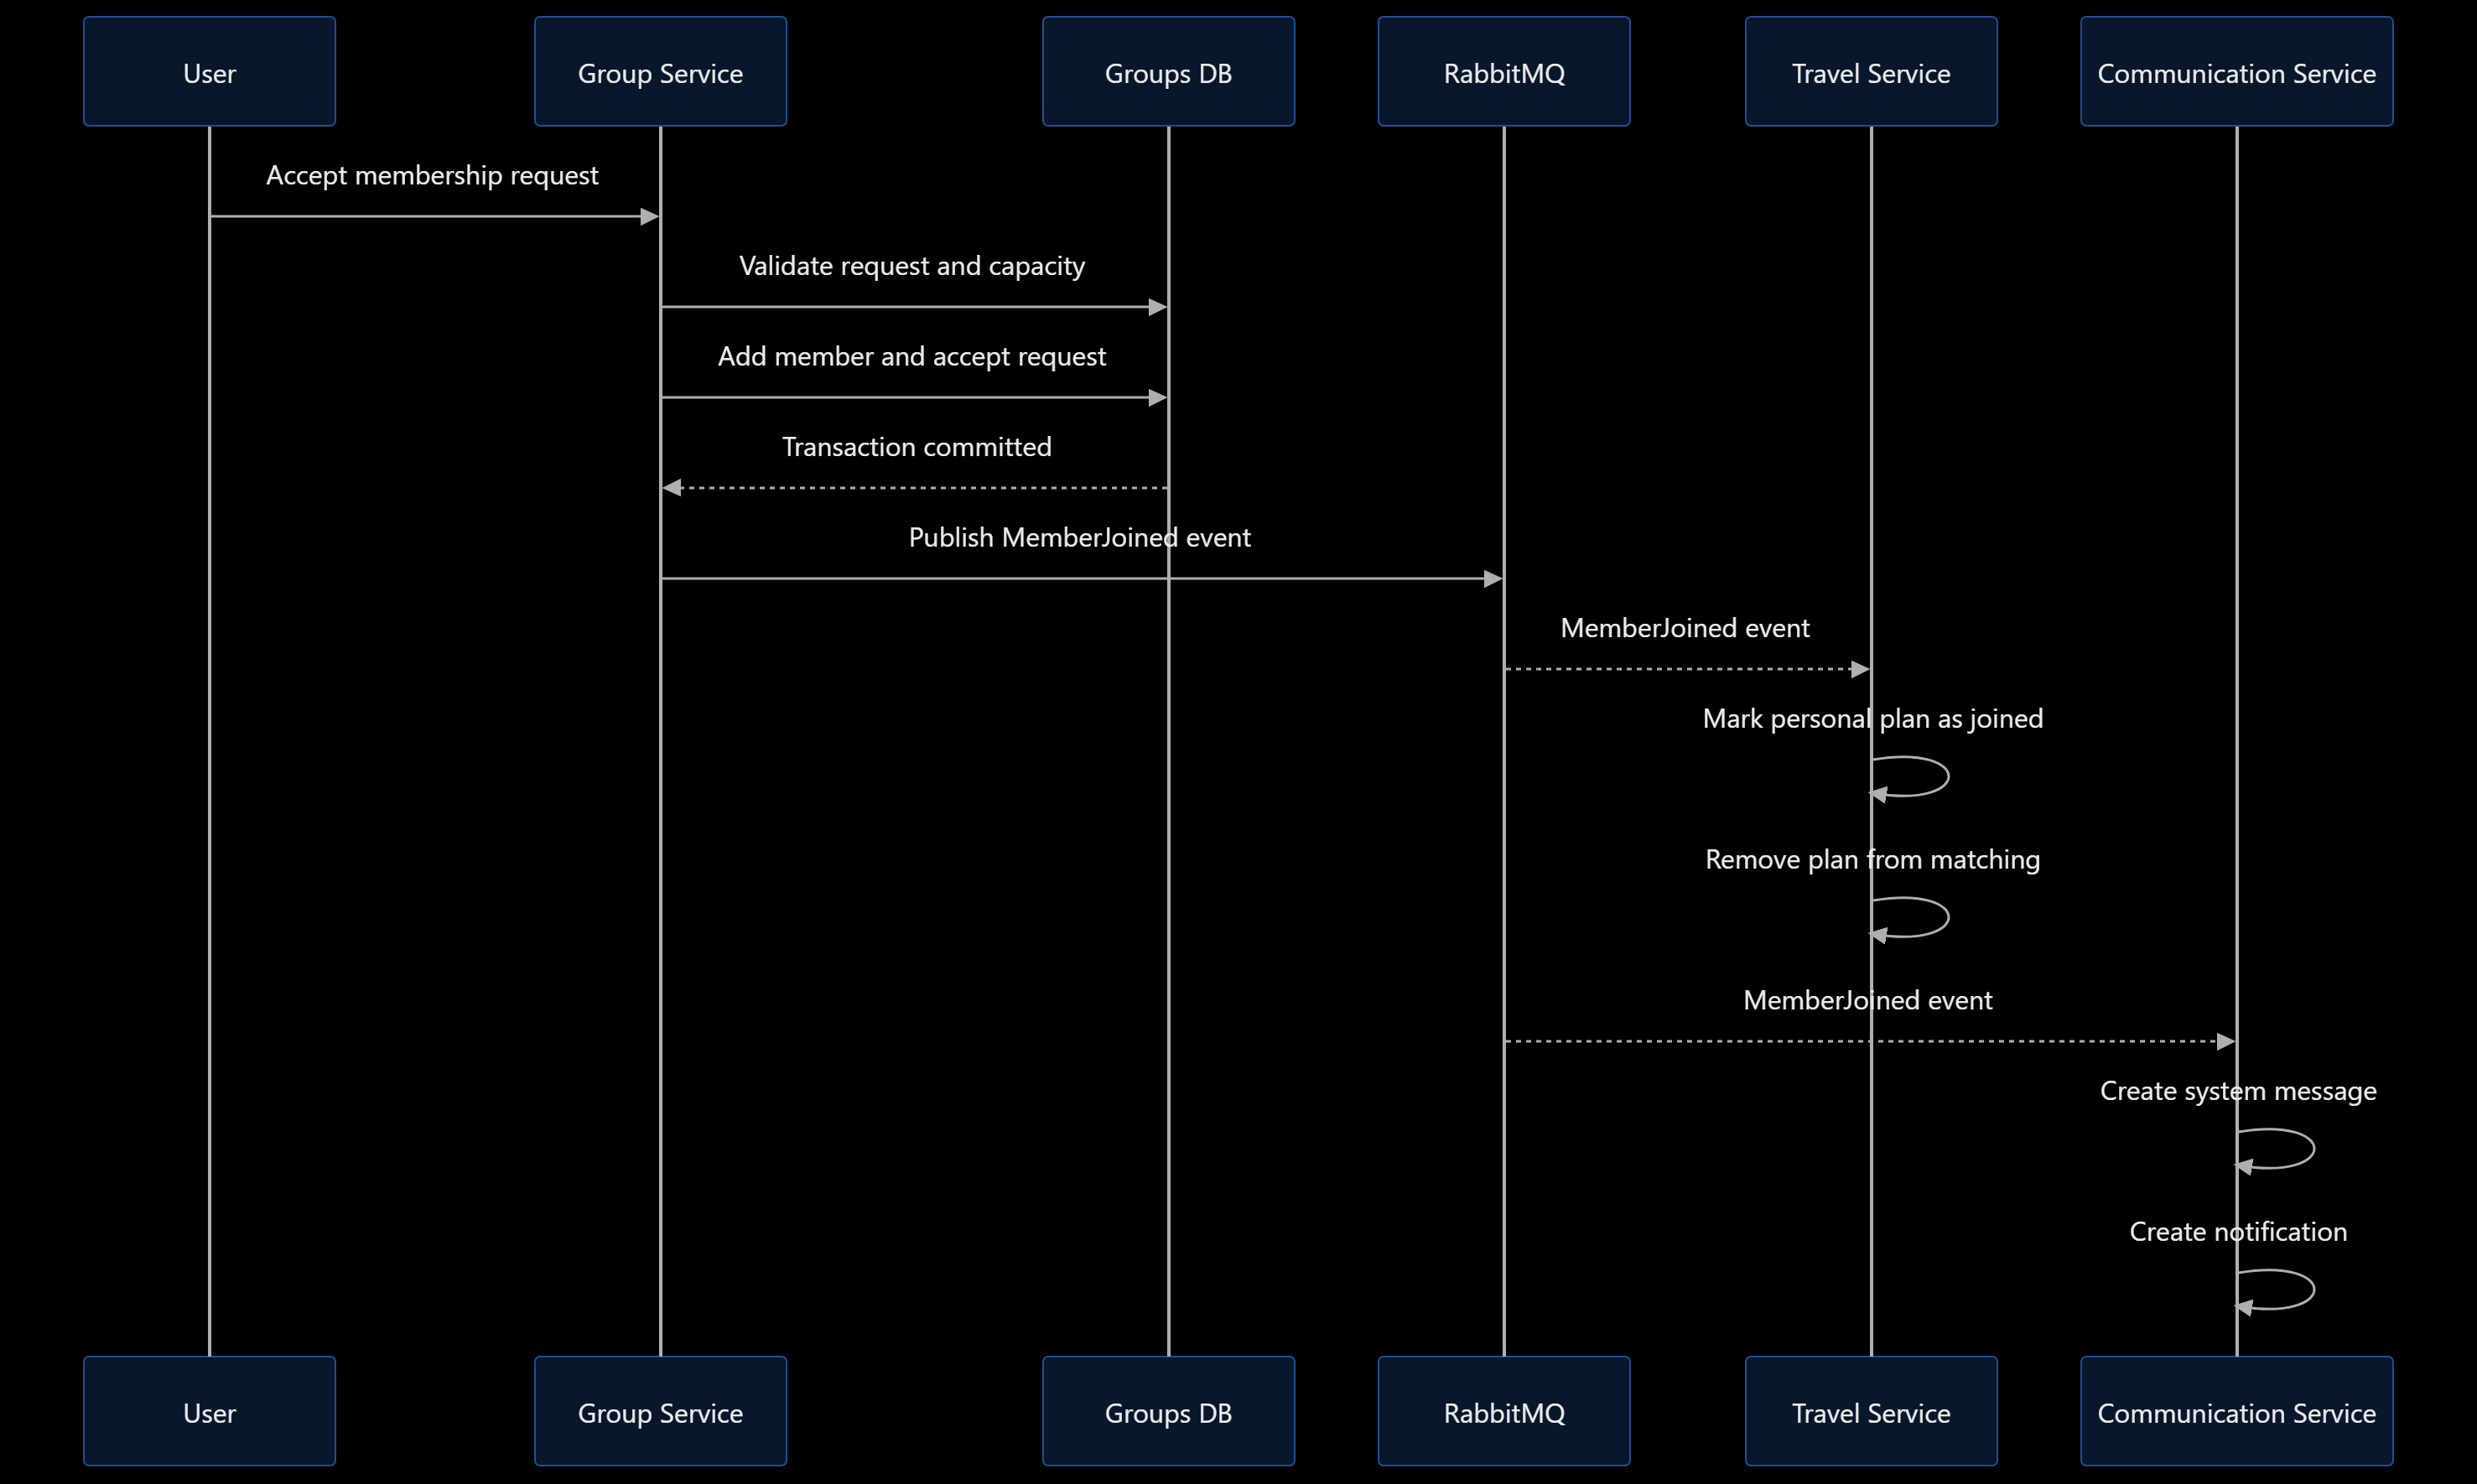 User
Group Service
Groups DB
RabbitMQ
Travel Service
Communication Service
Accept membership request
Validate request and capacity
Add member and accept request
Transaction committed
Publish MemberJoined event
MemberJoined event
Mark personal plan as joined
Remove plan from matching
MemberJoined event
Create system message
Create notification
User
Group Service
Groups DB
RabbitMQ
Travel Service
Communication Service